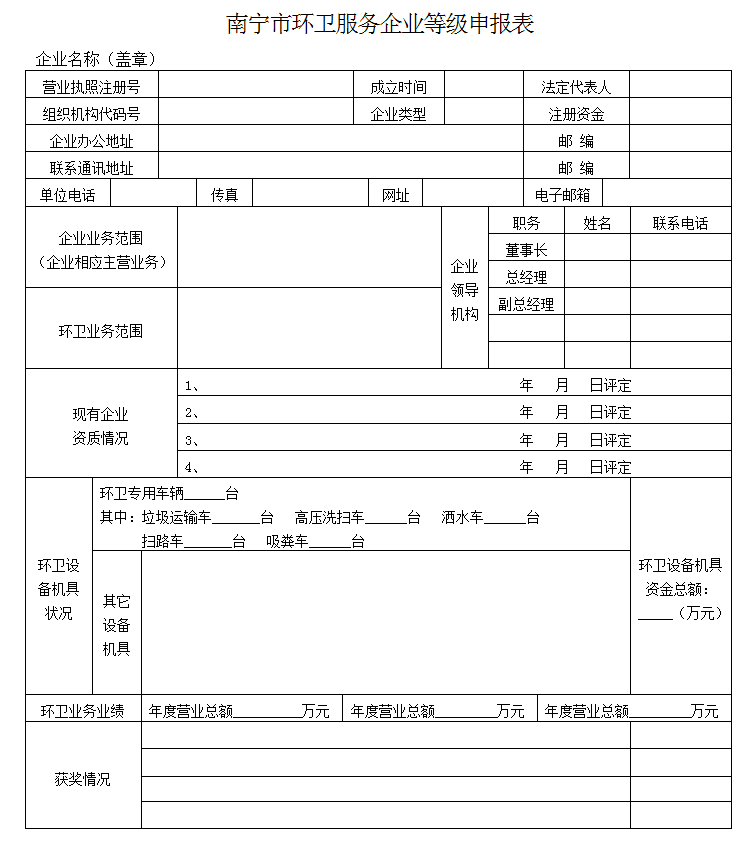 南宁市环卫服务企业等级申报表
企业名称（盖章）
营业执照注册号 成立时间 法定代表人
组织机构代码号 企业类型 注册资金
企业办公地址 邮 编
联系通讯地址 邮 编
单位电话 传真 网址 电子邮箱
企业业务范围
（企业相应主营业务）
环卫业务范围
企业
领导
机构
职务 姓名 联系电话
董事长
总经理
副总经理
现有企业
资质情况
1、 年 月 日评定
2、 年 月 日评定
3、 年 月 日评定
4、 年 月 日评定
环卫设
备机具
状况
环卫专用车辆______台
其中：垃圾运输车_______台 高压洗扫车______台 洒水车______台
扫路车_______台 吸粪车______台
其它
设备
机具
环卫设备机具
资金总额：
_____（万元）
环卫业务业绩 年度营业总额__________万元 年度营业总额_________万元 年度营业总额_________万元
获奖情况